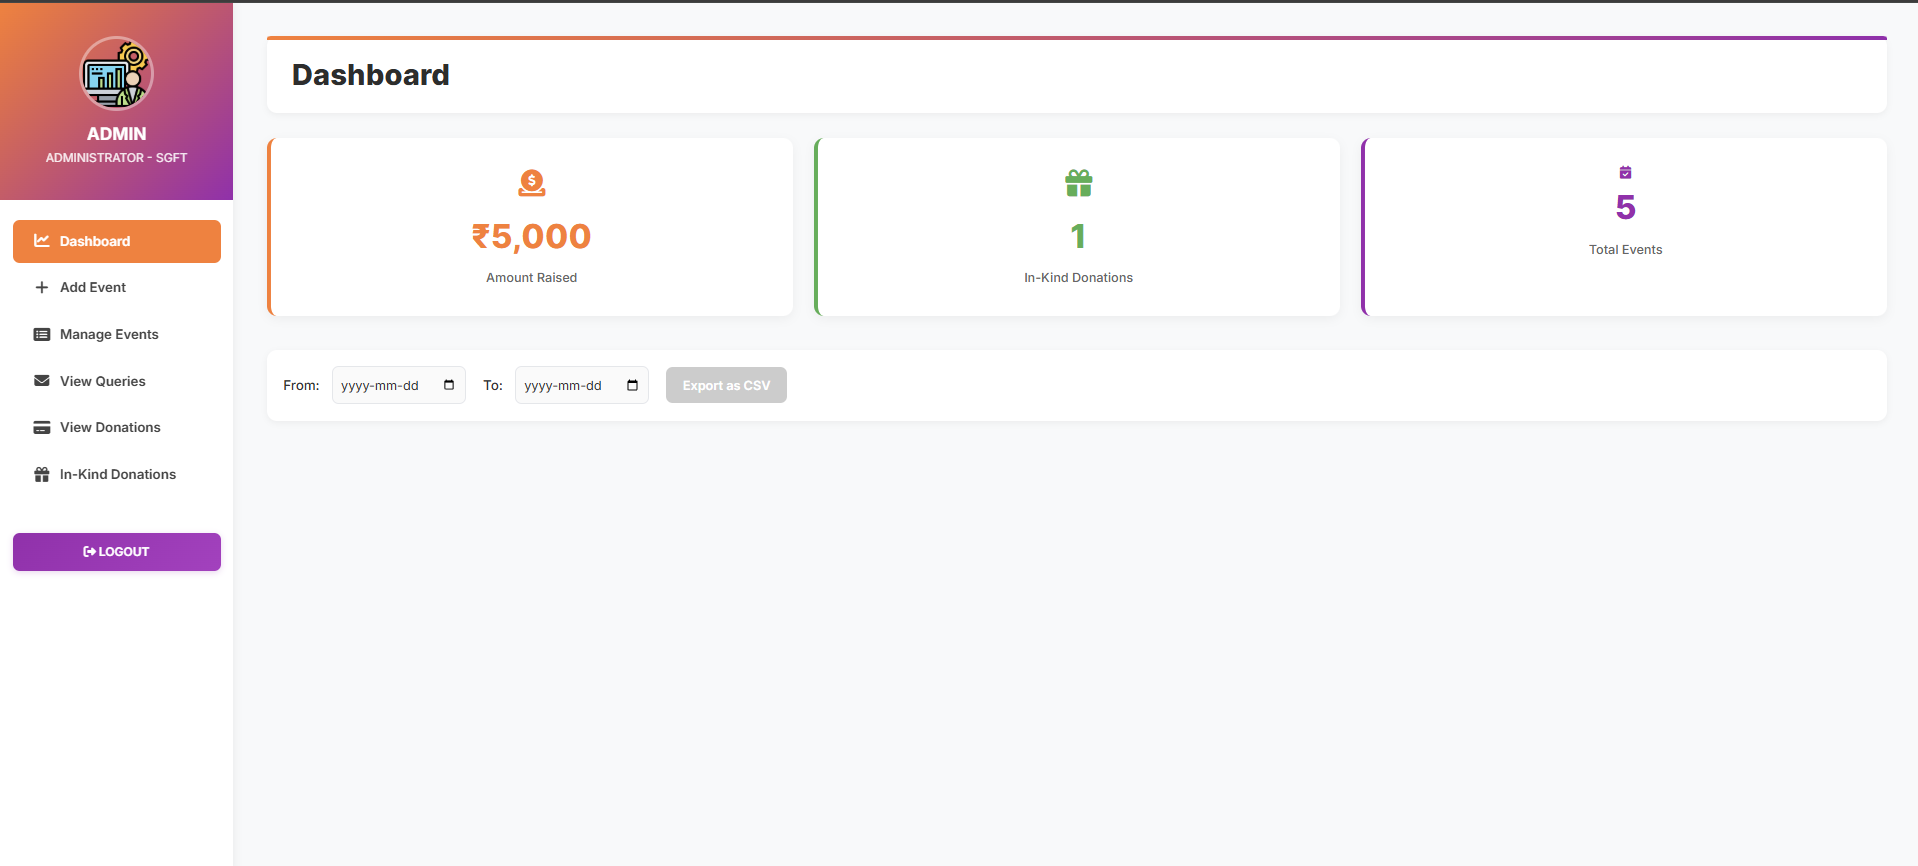 ADMIN
ADMINISTRATOR - SGFT
Dashboard
Add Event
Manage Events
View Queries
View Donations
In-Kind Donations
LOGOUT
Dashboard
$
₹5,000
Amount Raised
1
In-Kind Donations
5
Total Events
From: yyyy-mm-dd To: yyyy-mm-dd Export as CSV